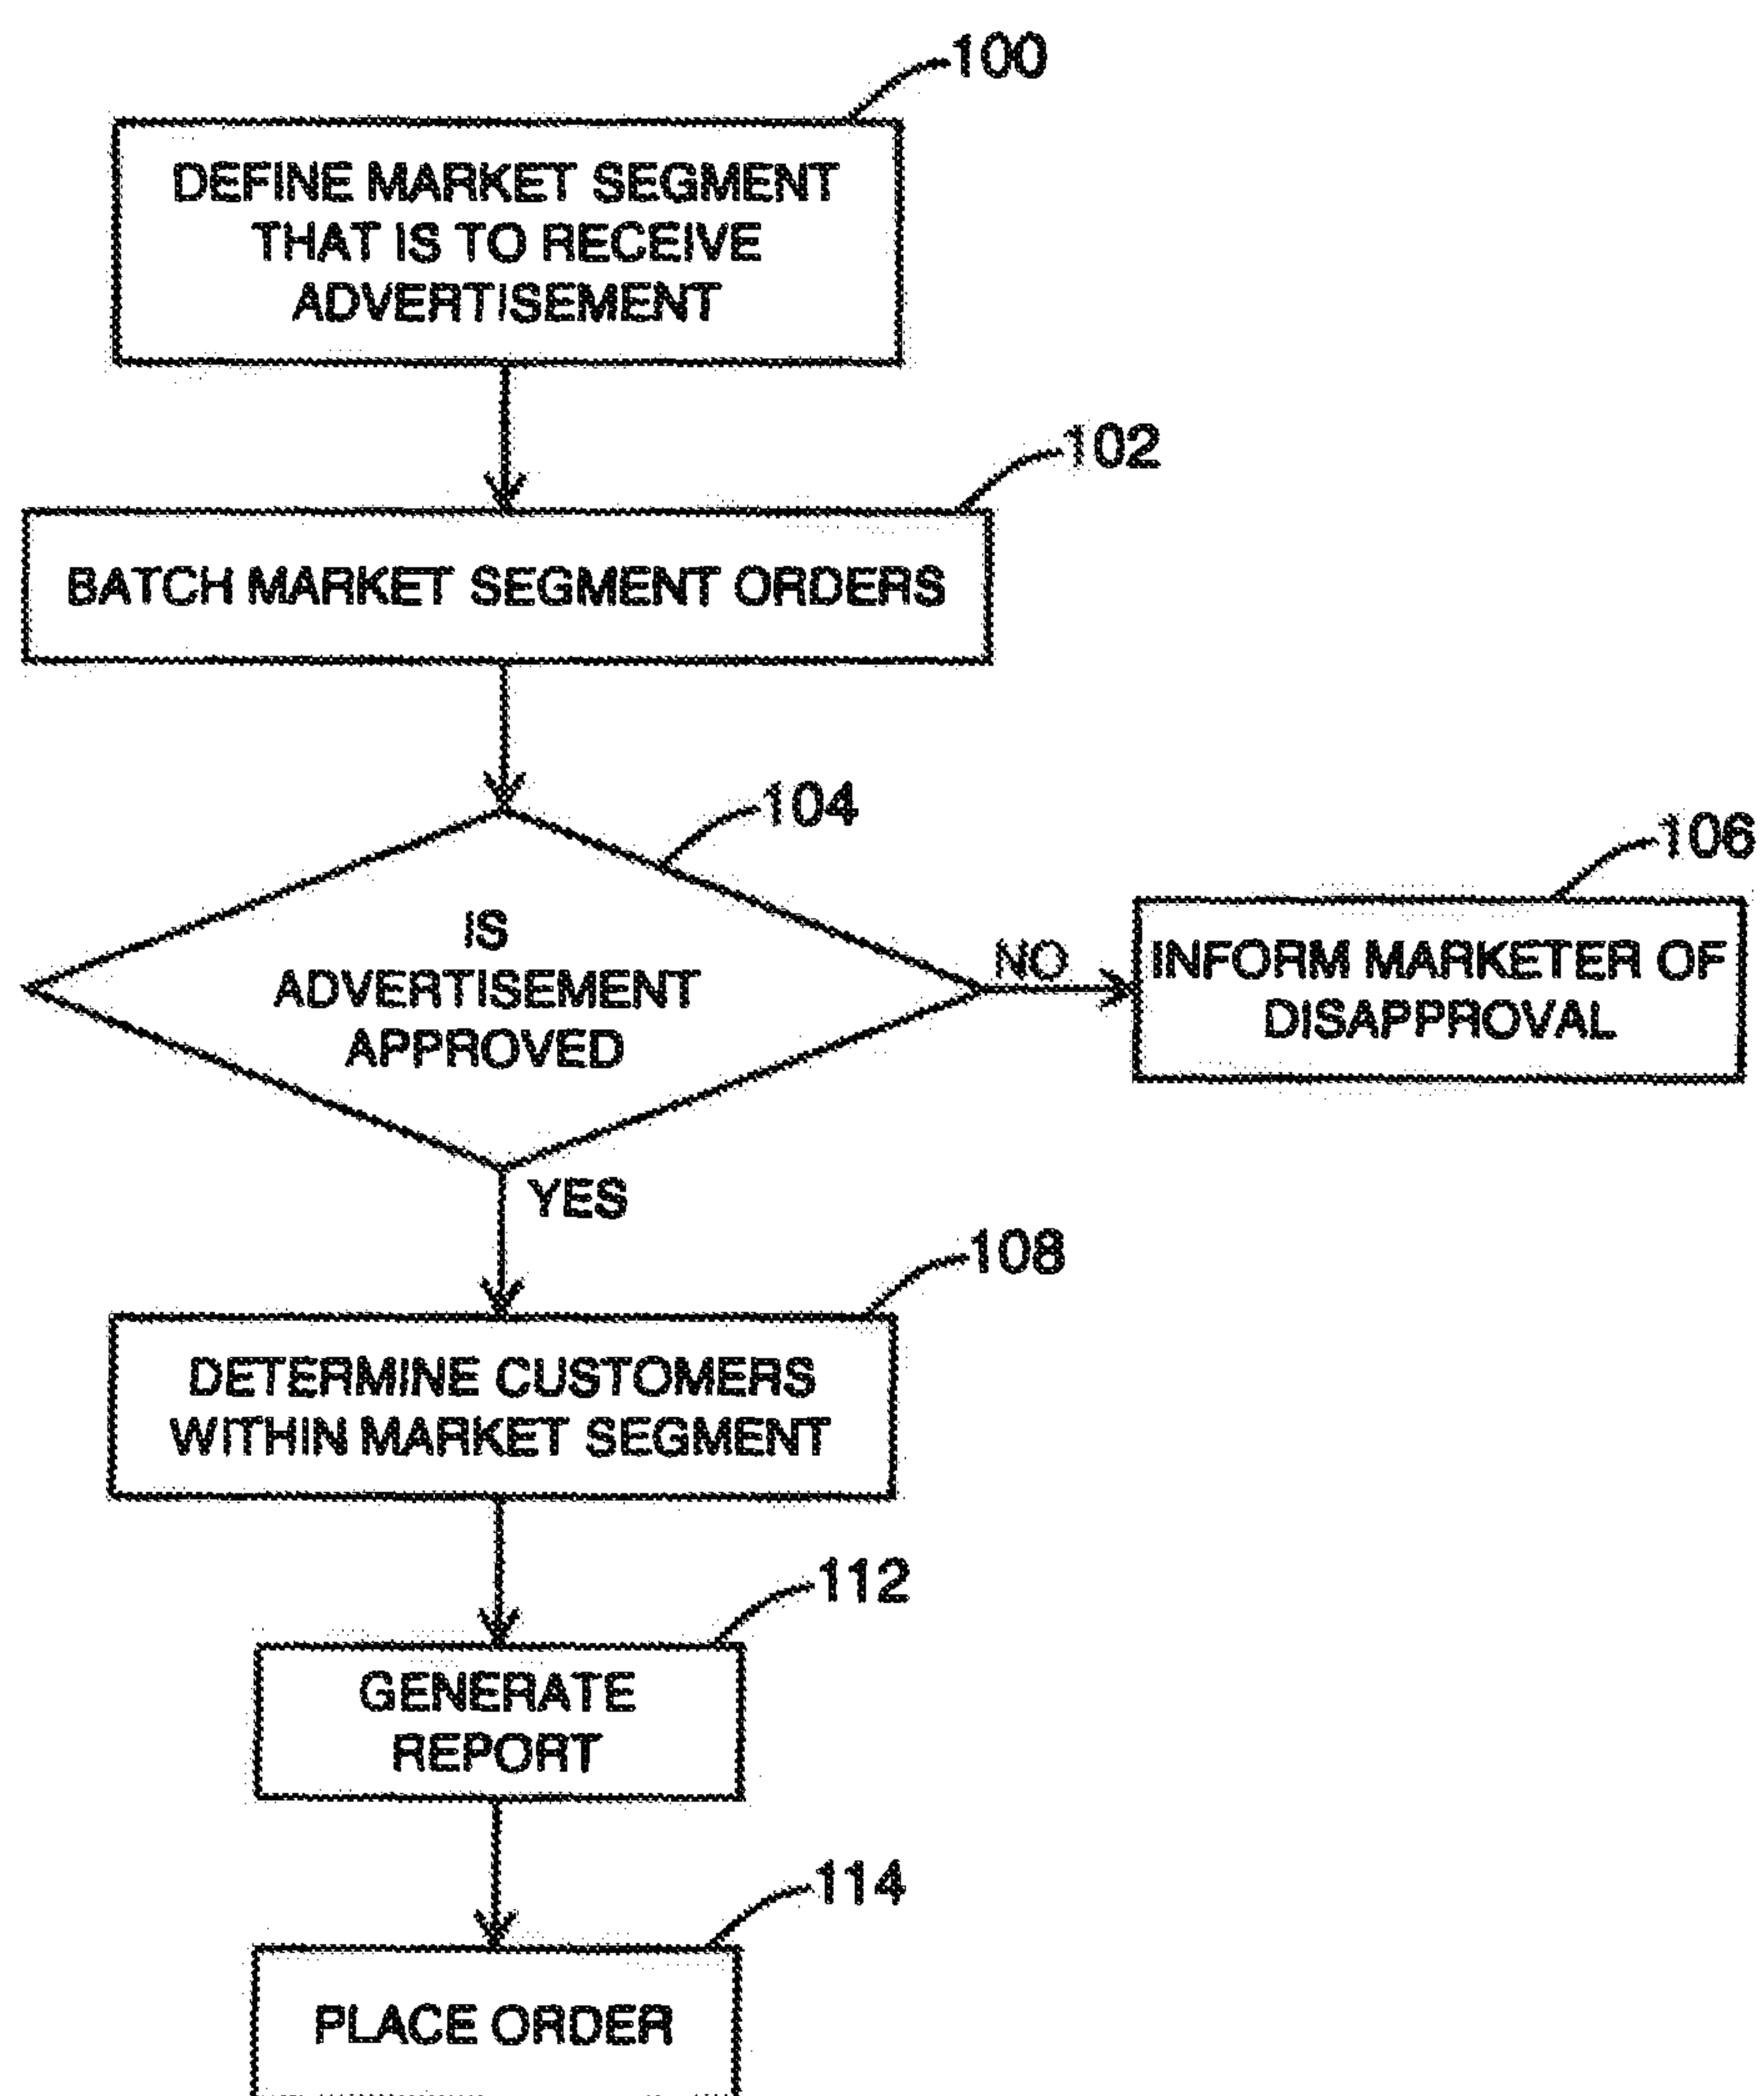 100
DEFINE MARKET SEGMENT
THAT IS TO RECEIVE
ADVERTISEMENT
102
BATCH MARKET SEGMENT ORDERS
104
IS
ADVERTISEMENT
APPROVED
NO
106
INFORM MARKETER OF
DISAPPROVAL
YES
108
DETERMINE CUSTOMERS
WITHIN MARKET SEGMENT
112
GENERATE
REPORT
114
PLACE ORDER